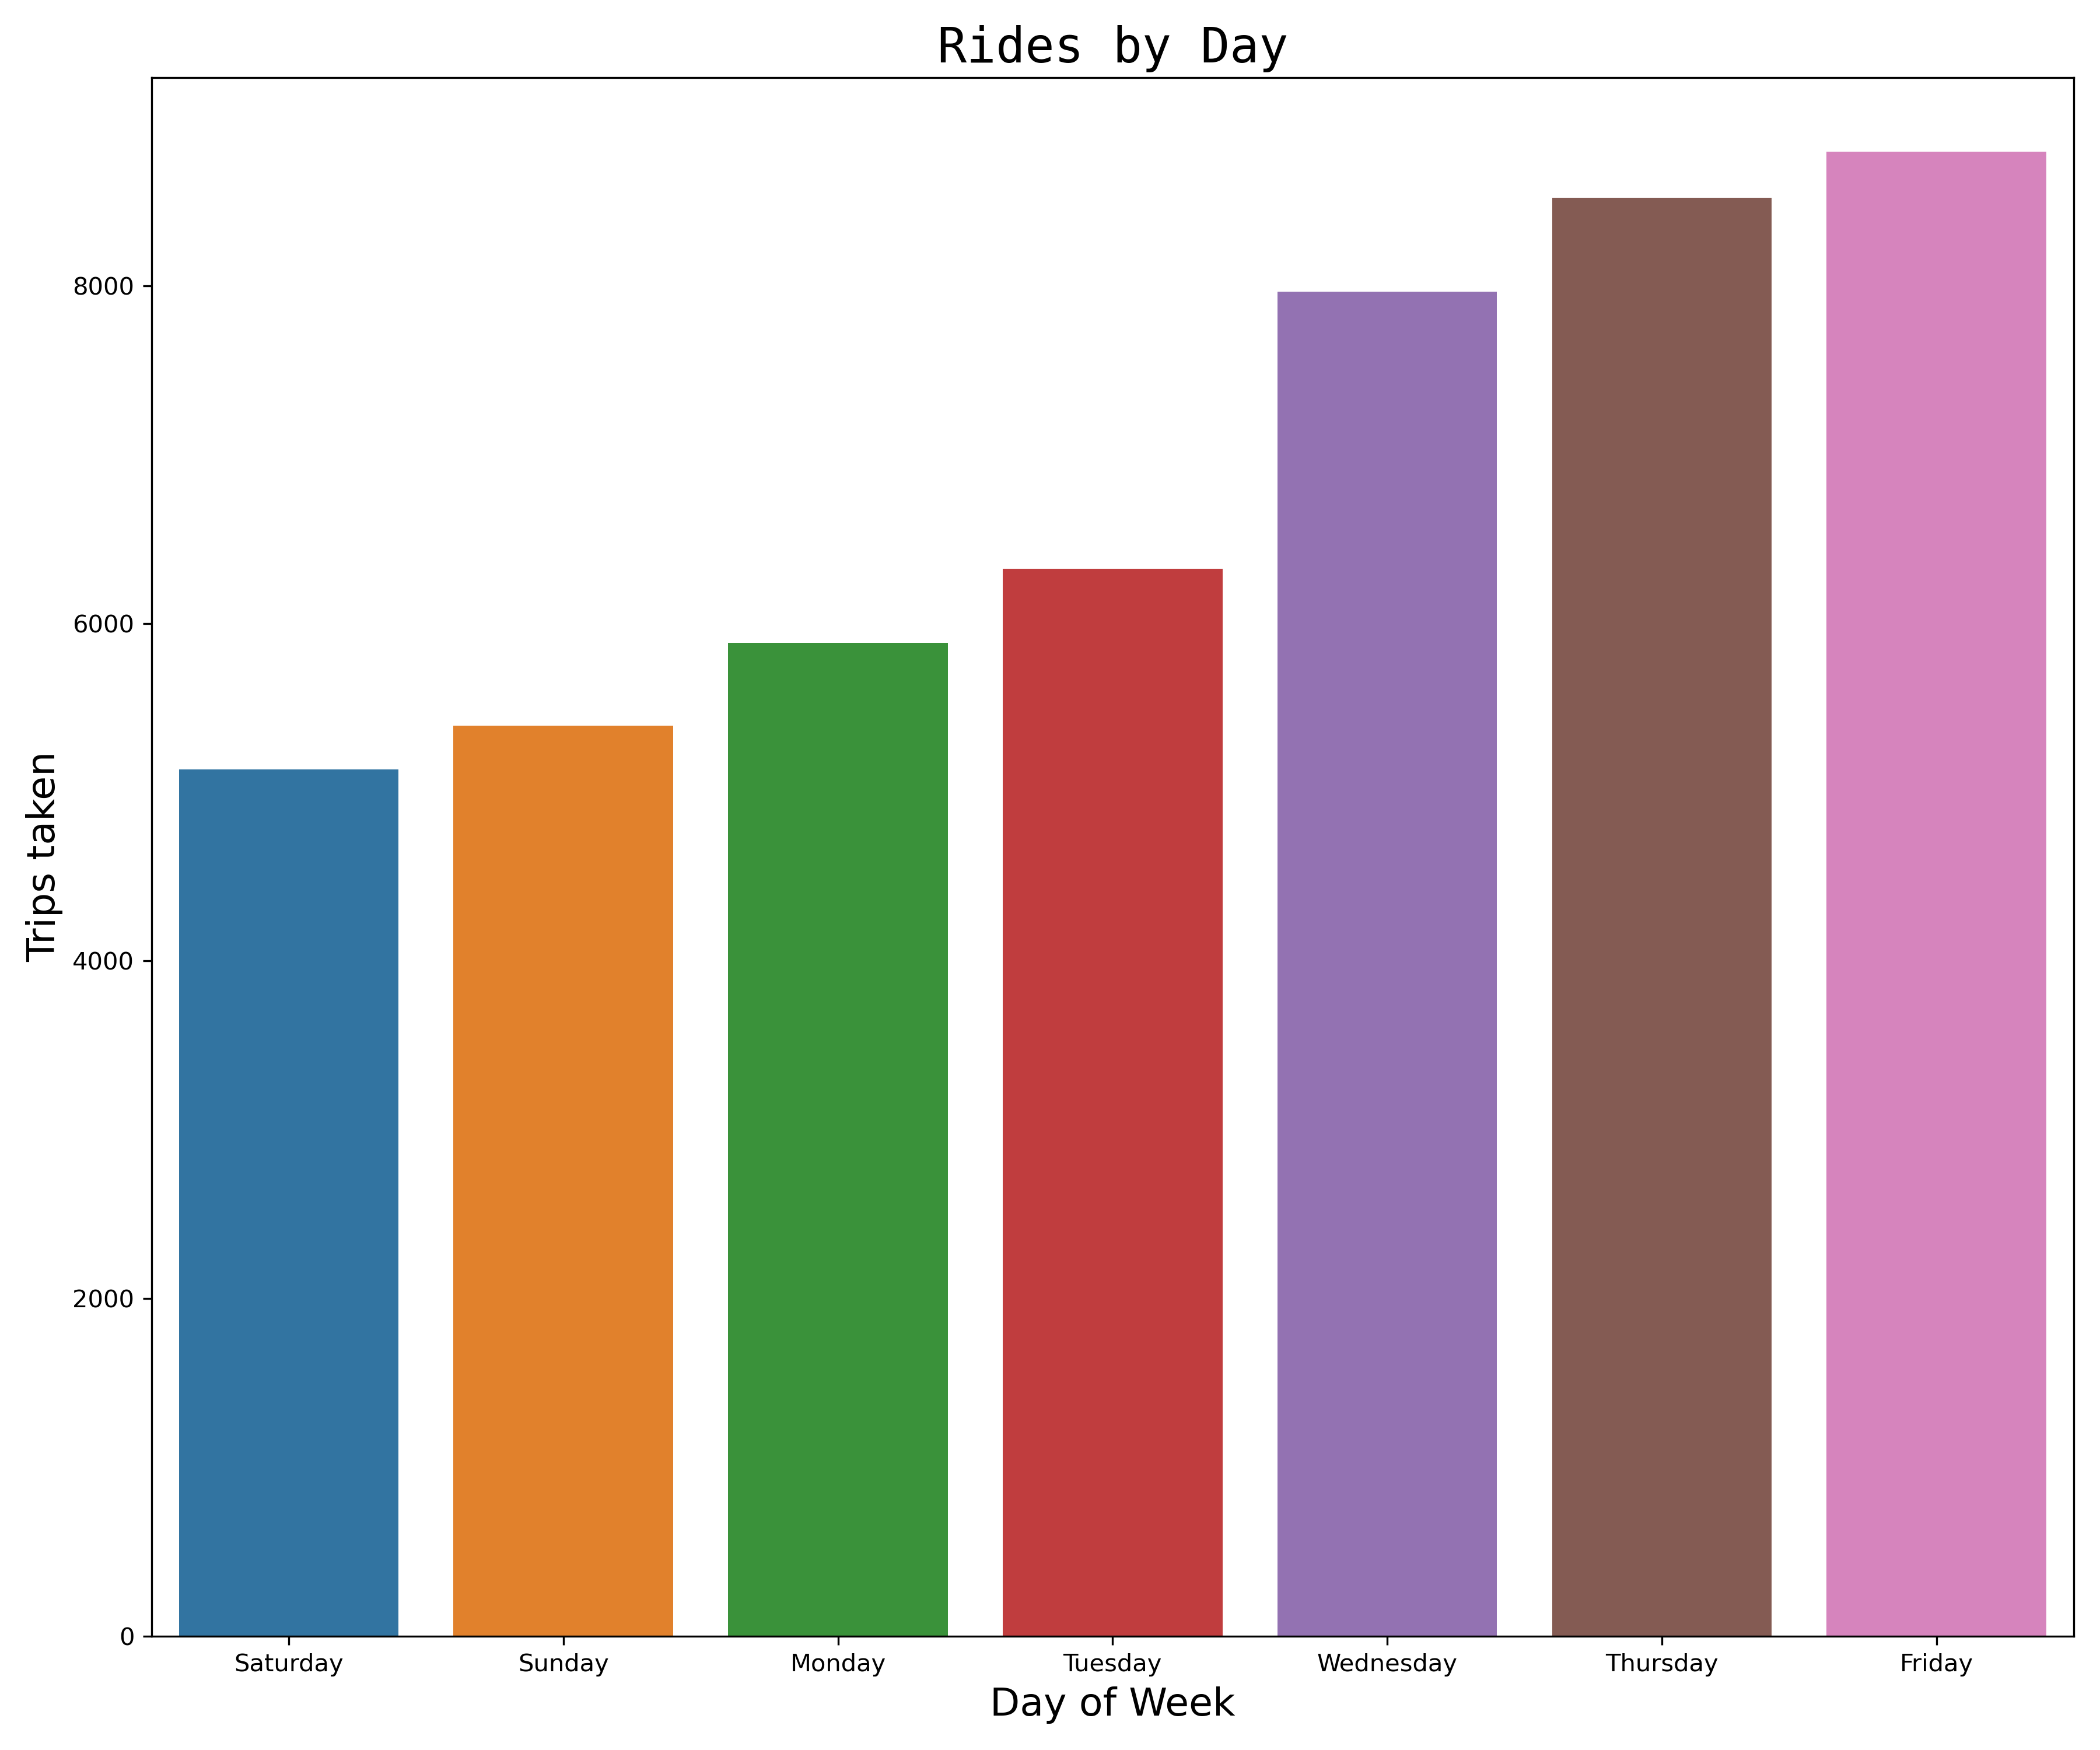 Rides by Day
Trips taken
8000
6000
4000
2000
0
Saturday Sunday Monday Tuesday Wednesday Thursday Friday
Day of Week